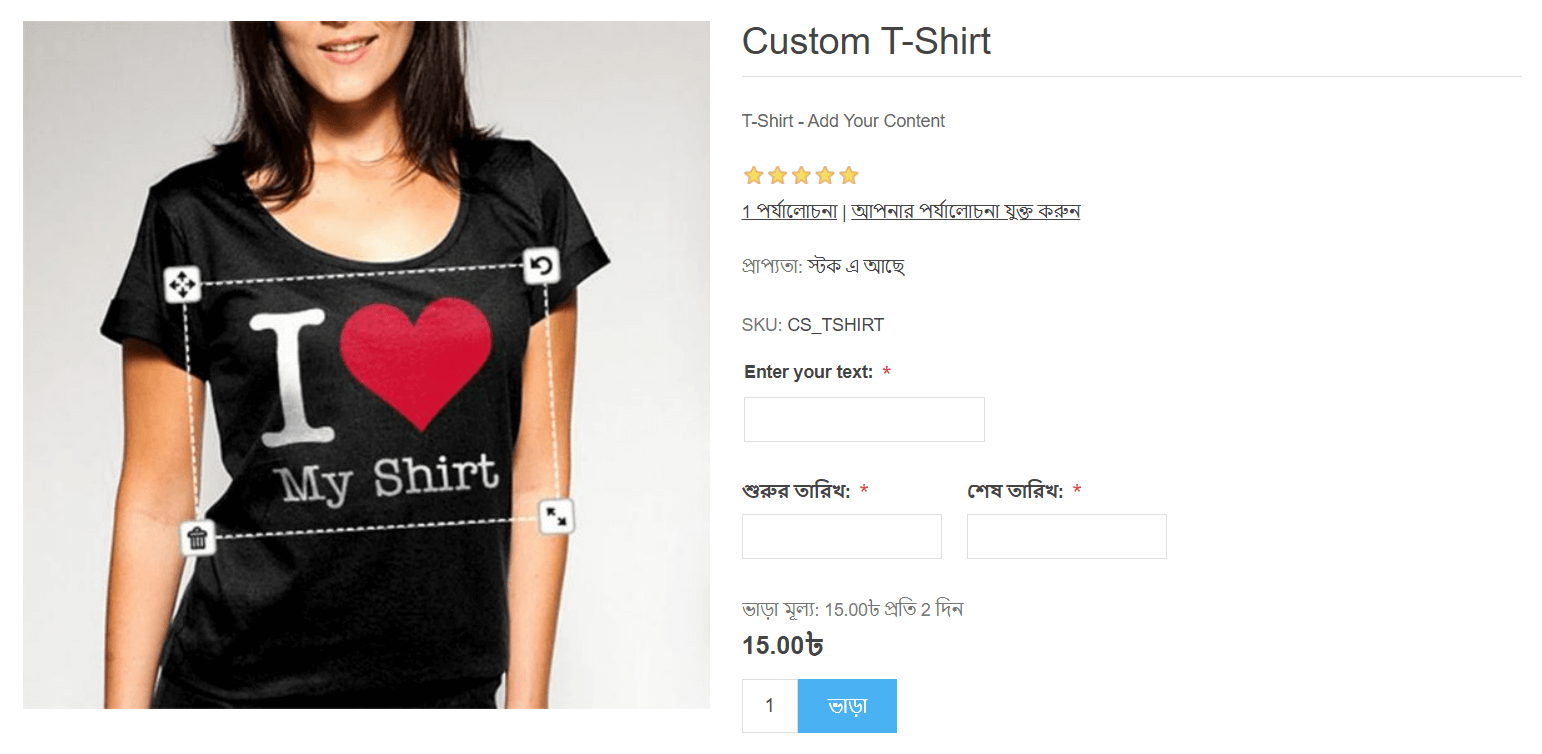 Custom T-Shirt
T-Shirt - Add Your Content
1 পর্যালোচনা | আপনার পর্যালোচনা যুক্ত করুন
প্রাপ্যতা: স্টক এ আছে
SKU: CS_TSHIRT
Enter your text: *
শুরুর তারিখ: * শেষ তারিখ: *
ভাড়া মূল্য: 15.00৳ প্রতি 2 দিন
15.00৳
1 ভাড়া
I
My Shirt